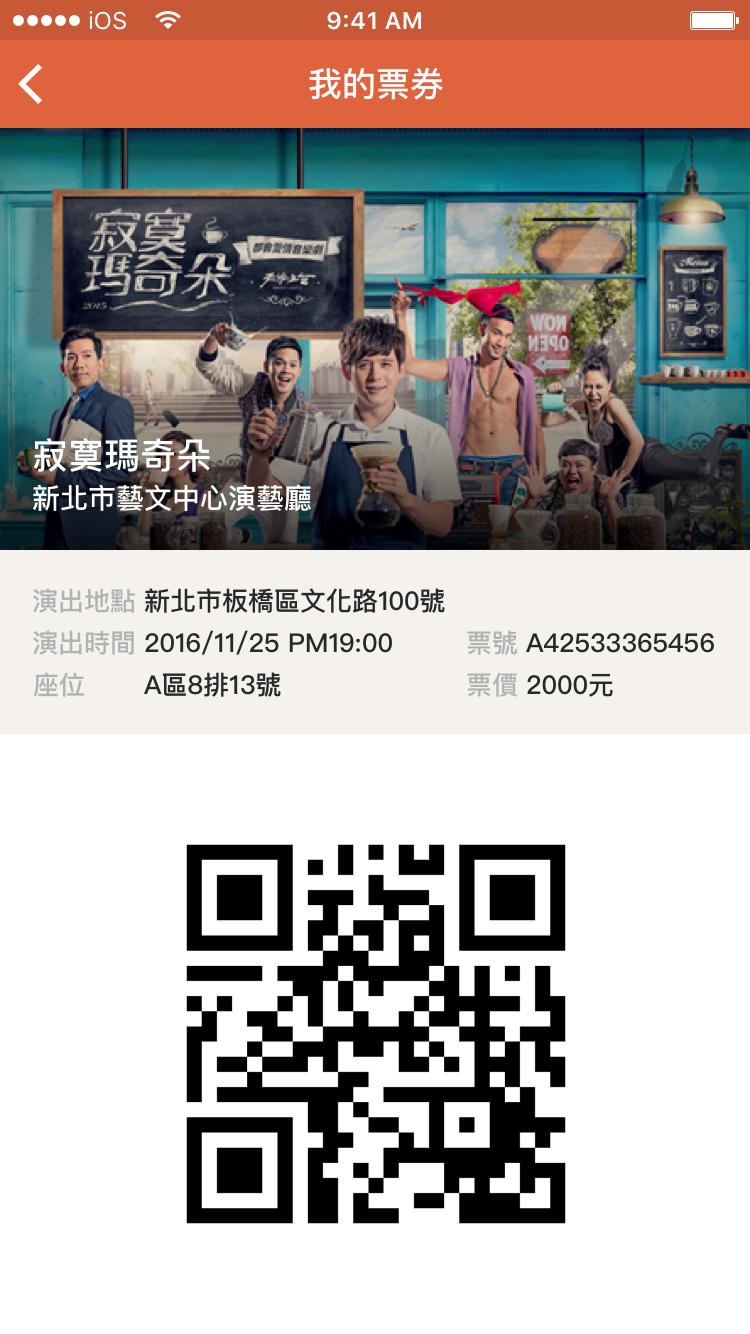 iOS 9:41 AM
我的票券
寂寞
瑪奇朵
都會愛情音樂劇
2015
Menu
NOW
OPEN
寂寞瑪奇朵
新北市藝文中心演藝廳
演出地點 新北市板橋區文化路100號
演出時間 2016/11/25 PM19:00 票號 A42533365456
座位 A區8排13號 票價 2000元